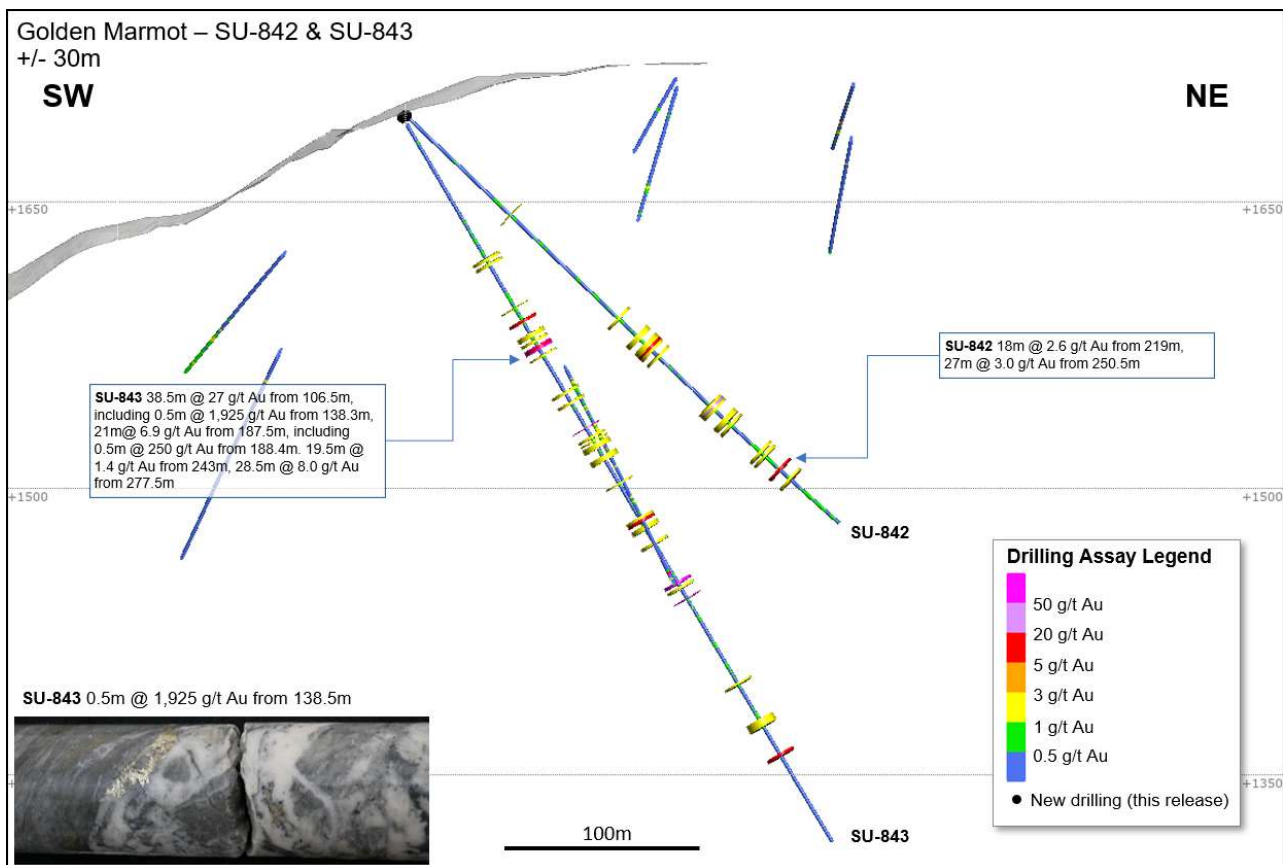 Golden Marmot – SU-842 & SU-843
+/- 30m
SW
NE
+1650
+1650
SU-842 18m @ 2.6 g/t Au from 219m,
27m @ 3.0 g/t Au from 250.5m
SU-843 38.5m @ 27 g/t Au from 106.5m,
including 0.5m @ 1,925 g/t Au from 138.3m,
21m@ 6.9 g/t Au from 187.5m, including
0.5m @ 250 g/t Au from 188.4m. 19.5m @
1.4 g/t Au from 243m, 28.5m @ 8.0 g/t Au
from 277.5m
+1500
+1500
SU-842
Drilling Assay Legend
50 g/t Au
20 g/t Au
5 g/t Au
3 g/t Au
1 g/t Au
0.5 g/t Au
● New drilling (this release)
SU-843 0.5m @ 1,925 g/t Au from 138.5m
+1350
100m
SU-843